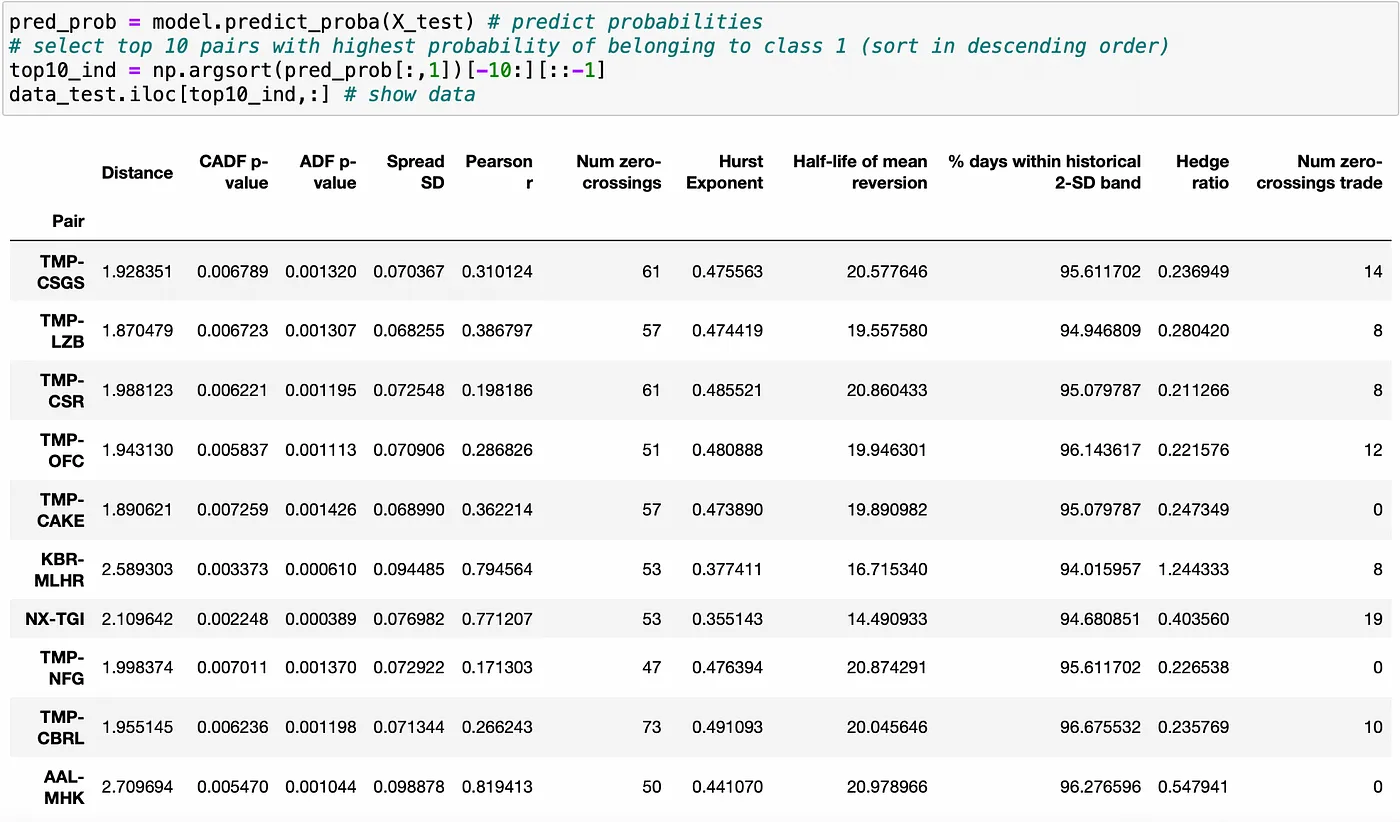 pred_prob = model.predict_proba(X_test) # predict probabilities
# select top 10 pairs with highest probability of belonging to class 1 (sort in descending order)
top10_ind = np.argsort(pred_prob[:,1])[-10:][::-1]
data_test.iloc[top10_ind,:] # show data
Distance CADF p-value ADF p-value Spread SD Pearson r Num zero-crossings Hurst Exponent Half-life of mean reversion % days within historical 2-SD band Hedge ratio Num zero-crossings trade
Pair
TMP-CSGS 1.928351 0.006789 0.001320 0.070367 0.310124 61 0.475563 20.577646 95.611702 0.236949 14
TMP-LZB 1.870479 0.006723 0.001307 0.068255 0.386797 57 0.474419 19.557580 94.946809 0.280420 8
TMP-CSR 1.988123 0.006221 0.001195 0.072548 0.198186 61 0.485521 20.860433 95.079787 0.211266 8
TMP-OFC 1.943130 0.005837 0.001113 0.070906 0.286826 51 0.480888 19.946301 96.143617 0.221576 12
TMP-CAKE 1.890621 0.007259 0.001426 0.068990 0.362214 57 0.473890 19.890982 95.079787 0.247349 0
KBR-MLHR 2.589303 0.003373 0.000610 0.094485 0.794564 53 0.377411 16.715340 94.015957 1.244333 8
NX-TGI 2.109642 0.002248 0.000389 0.076982 0.771207 53 0.355143 14.490933 94.680851 0.403560 19
TMP-NFG 1.998374 0.007011 0.001370 0.072922 0.171303 47 0.476394 20.874291 95.611702 0.226538 0
TMP-CBRL 1.955145 0.006236 0.001198 0.071344 0.266243 73 0.491093 20.045646 96.675532 0.235769 10
AAL-MHK 2.709694 0.005470 0.001044 0.098878 0.819413 50 0.441070 20.978966 96.276596 0.547941 0